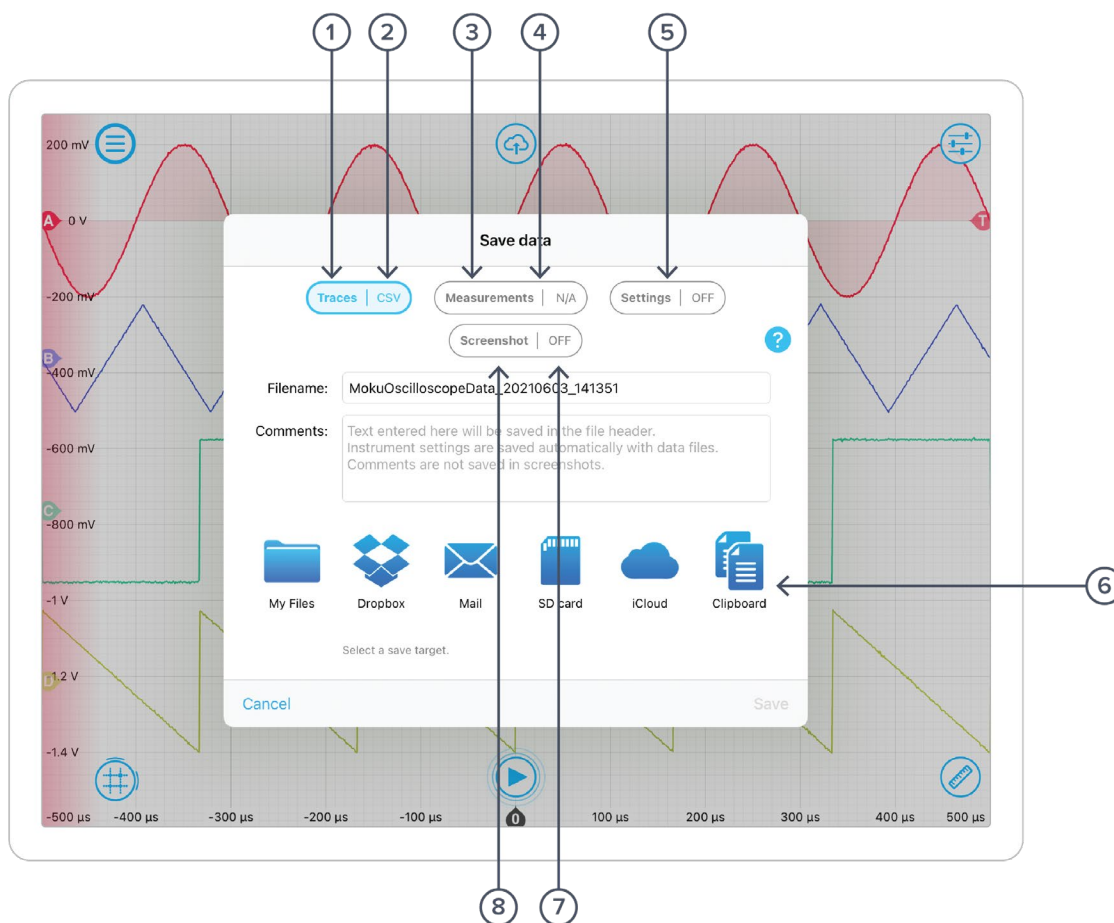 1 2 3 4 5
200 mV
A 0 V T
Save data
-200 mV Traces | CSV Measurements | N/A Settings | OFF
Screenshot | OFF ?
B
-400 mV
Filename: MokuOscilloscopeData_20210603_141351
Comments: Text entered here will be saved in the file header.
Instrument settings are saved automatically with data files.
Comments are not saved in screenshots.
-600 mV
C
-800 mV
-1 V
My Files Dropbox Mail SD card iCloud Clipboard 6
Select a save target.
D -1.2 V
Cancel Save
-1.4 V
-500 µs -400 µs -300 µs -200 µs -100 µs 0 100 µs 200 µs 300 µs 400 µs 500 µs
8 7